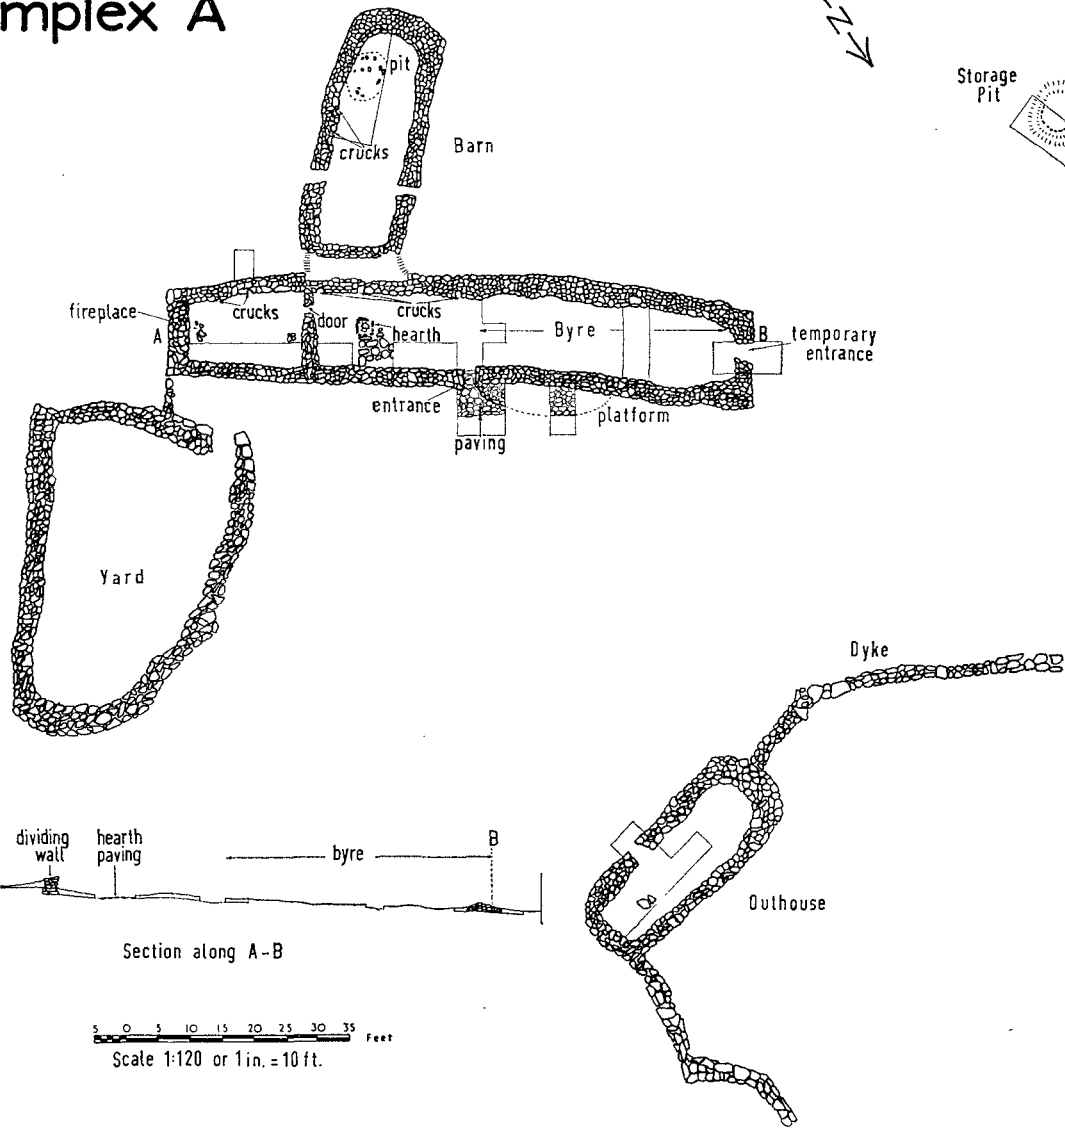 mplex A
N
Storage
Pit
pit
crucks
Barn
fireplace
A
crucks
door
hearth
crucks
Byre
B
temporary
entrance
entrance
paving
platform
Yard
Dyke
Outhouse
dividing
wall
hearth
paving
byre
B
Section along A-B
5 0 5 10 15 20 25 30 35 Feet
Scale 1:120 or 1 in. = 10 ft.